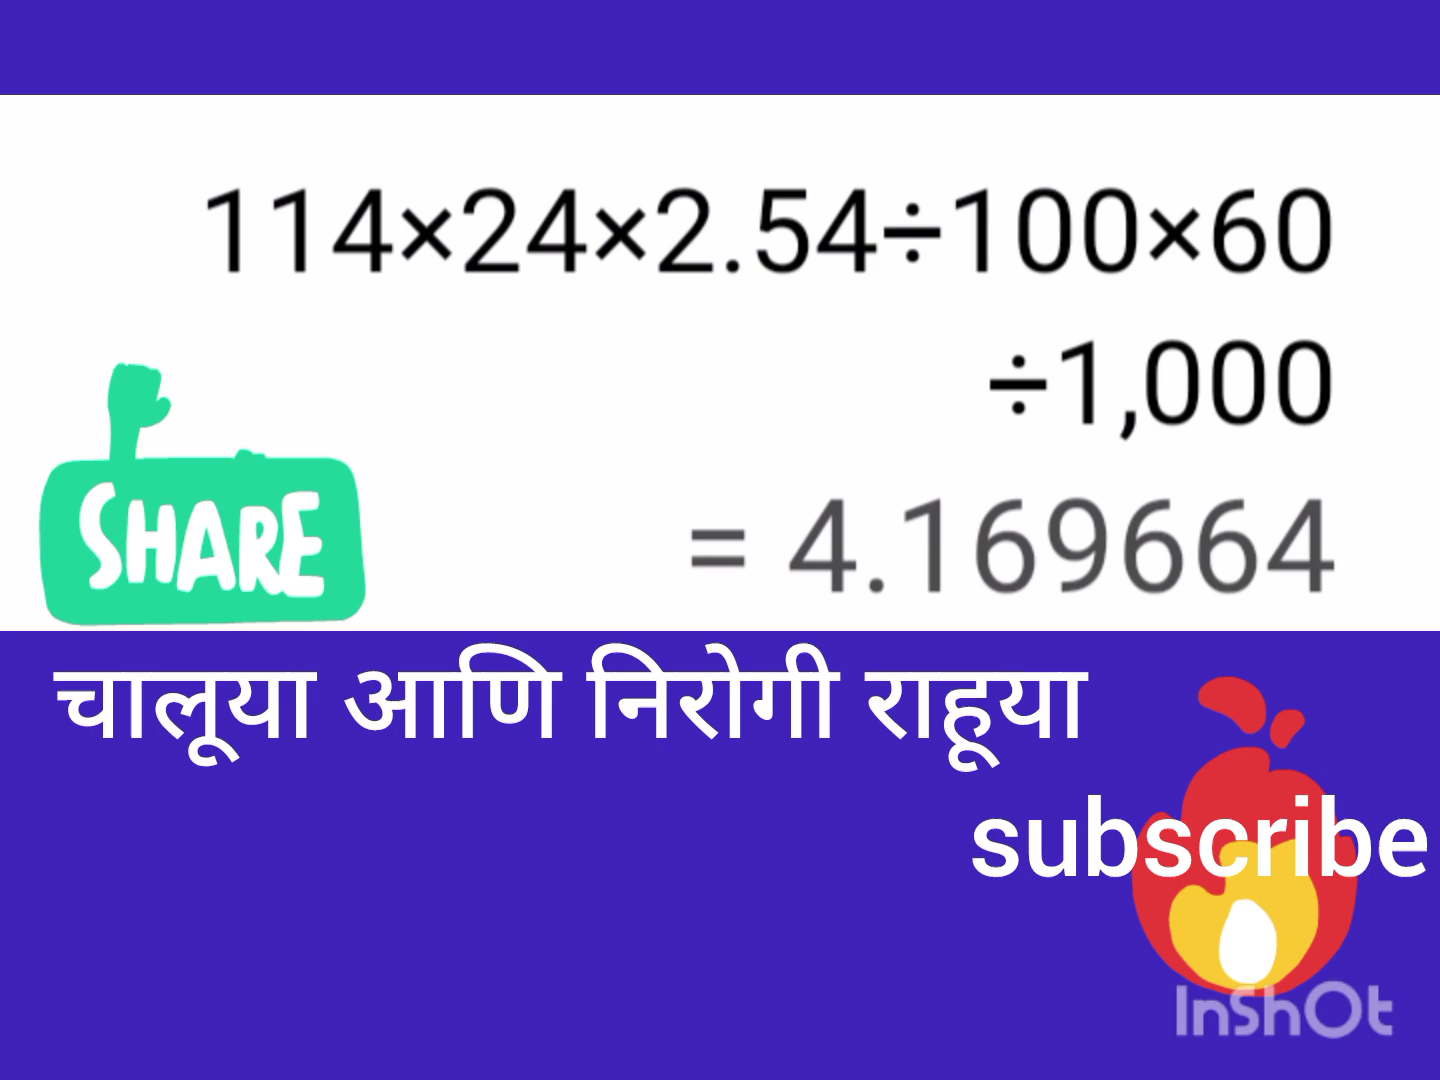 114×24×2.54÷100×60
÷1,000
= 4.169664
SHARE
चालूया आणि निरोगी राहूया
subscribe
InShOt